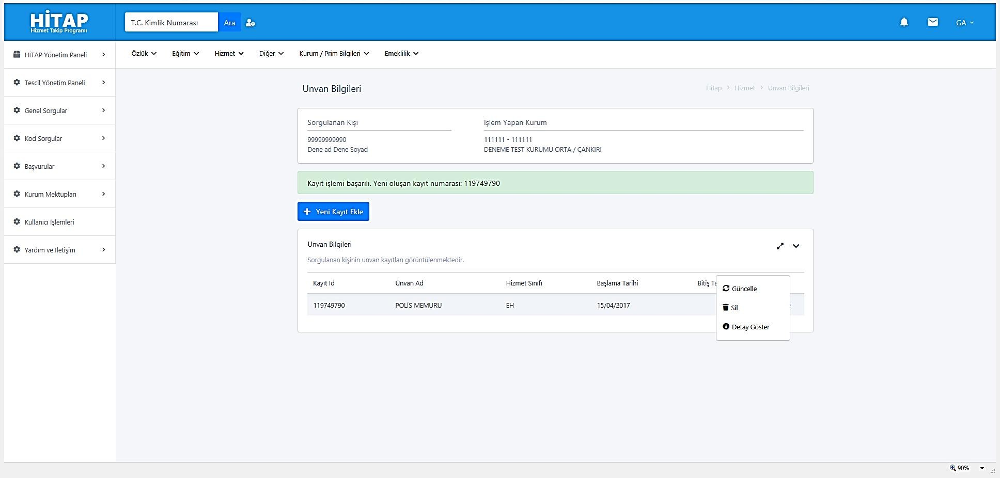 HİTAP
Hizmet Takip Programı
T.C. Kimlik Numarası Ara
GA
HİTAP Yönetim Paneli
Tescil Yönetim Paneli
Genel Sorgular
Kod Sorgular
Başvurular
Kurum Mektupları
Kullanıcı İşlemleri
Yardım ve İletişim
Özlük Eğitim Hizmet Diğer Kurum / Prim Bilgileri Emeklilik
Unvan Bilgileri
Hitap > Hizmet > Unvan Bilgileri
Sorgulanan Kişi
99999999990
Dene ad Dene Soyad
İşlem Yapan Kurum
111111 - 111111
DENEME TEST KURUMU ORTA / ÇANKIRI
Kayıt işlemi başarılı. Yeni oluşan kayıt numarası: 119749790
+ Yeni Kayıt Ekle
Unvan Bilgileri
Sorgulanan kişinin unvan kayıtları görüntülenmektedir.
Kayıt Id Ünvan Ad Hizmet Sınıfı Başlama Tarihi Bitiş Ta
119749790 POLİS MEMURU EH 15/04/2017
Güncelle
Sil
Detay Göster
90%